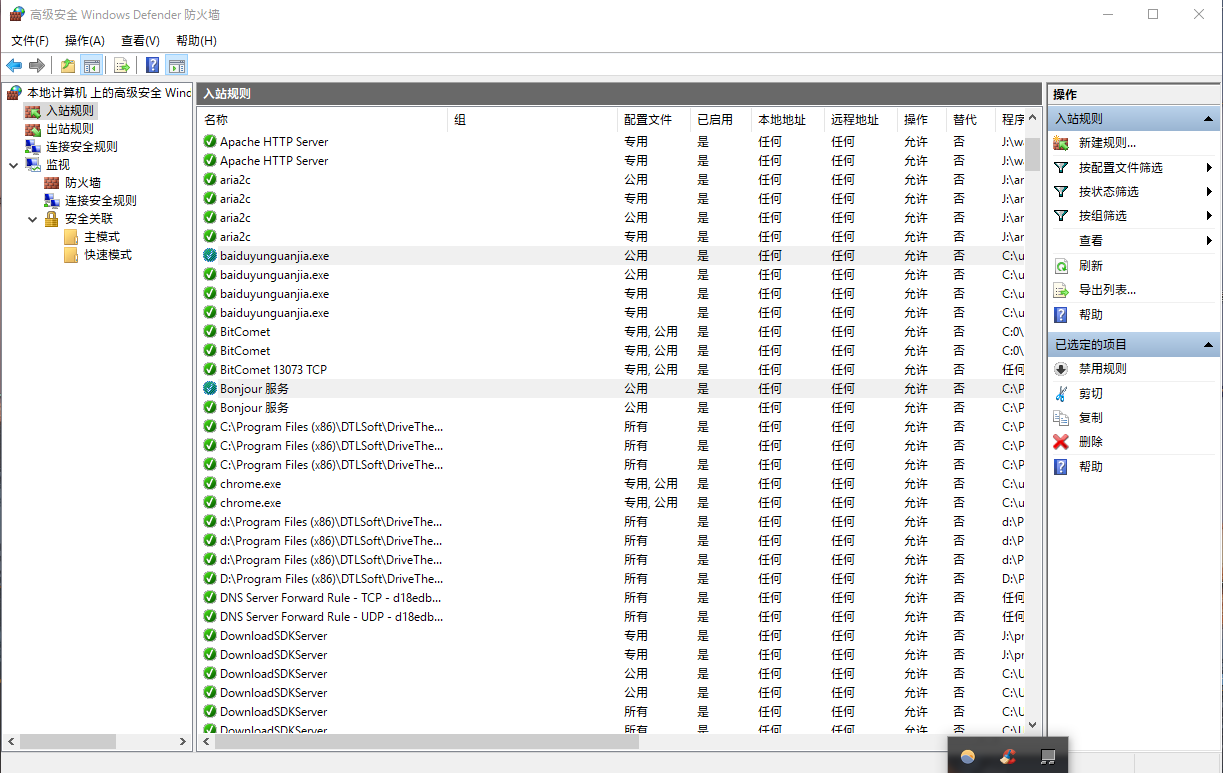 高级安全 Windows Defender 防火墙
文件(F) 操作(A) 查看(V) 帮助(H)
本地计算机 上的高级安全 Wind
入站规则
出站规则
连接安全规则
监视
防火墙
连接安全规则
安全关联
主模式
快速模式
入站规则
名称 组 配置文件 已启用 本地地址 远程地址 操作 替代 程序
Apache HTTP Server 专用 是 任何 任何 允许 否 J:\wa
Apache HTTP Server 专用 是 任何 任何 允许 否 J:\wa
aria2c 公用 是 任何 任何 允许 否 J:\ar
aria2c 专用 是 任何 任何 允许 否 J:\ar
aria2c 公用 是 任何 任何 允许 否 J:\ar
aria2c 专用 是 任何 任何 允许 否 J:\ar
baiduyunguanjia.exe 公用 是 任何 任何 允许 否 C:\u
baiduyunguanjia.exe 公用 是 任何 任何 允许 否 C:\u
baiduyunguanjia.exe 专用 是 任何 任何 允许 否 C:\u
baiduyunguanjia.exe 专用 是 任何 任何 允许 否 C:\u
BitComet 专用, 公用 是 任何 任何 允许 否 C:0\
BitComet 专用, 公用 是 任何 任何 允许 否 C:0\
BitComet 13073 TCP 专用, 公用 是 任何 任何 允许 否 任何
Bonjour 服务 公用 是 任何 任何 允许 否 C:\P
Bonjour 服务 公用 是 任何 任何 允许 否 C:\P
C:\Program Files (x86)\DTLSoft\DriveThe... 所有 是 任何 任何 允许 否 C:\P
C:\Program Files (x86)\DTLSoft\DriveThe... 所有 是 任何 任何 允许 否 C:\P
C:\Program Files (x86)\DTLSoft\DriveThe... 所有 是 任何 任何 允许 否 C:\P
chrome.exe 专用, 公用 是 任何 任何 允许 否 C:\u
chrome.exe 专用, 公用 是 任何 任何 允许 否 C:\u
d:\Program Files (x86)\DTLSoft\DriveThe... 所有 是 任何 任何 允许 否 d:\P
d:\Program Files (x86)\DTLSoft\DriveThe... 所有 是 任何 任何 允许 否 d:\P
d:\Program Files (x86)\DTLSoft\DriveThe... 所有 是 任何 任何 允许 否 d:\P
D:\Program Files (x86)\DTLSoft\DriveThe... 所有 是 任何 任何 允许 否 D:\P
DNS Server Forward Rule - TCP - d18edb... 所有 是 任何 任何 允许 否 任何
DNS Server Forward Rule - UDP - d18edb... 所有 是 任何 任何 允许 否 任何
DownloadSDKServer 专用 是 任何 任何 允许 否 J:\pr
DownloadSDKServer 专用 是 任何 任何 允许 否 J:\pr
DownloadSDKServer 公用 是 任何 任何 允许 否 C:\U
DownloadSDKServer 公用 是 任何 任何 允许 否 C:\U
DownloadSDKServer 所有 是 任何 任何 允许 否 C:\U
DownloadSDKServer 所有 是 任何 任何 允许 否 C:\U
操作
入站规则
新建规则...
按配置文件筛选
按状态筛选
按组筛选
查看
刷新
导出列表...
帮助
已选定的项目
禁用规则
剪切
复制
删除
帮助